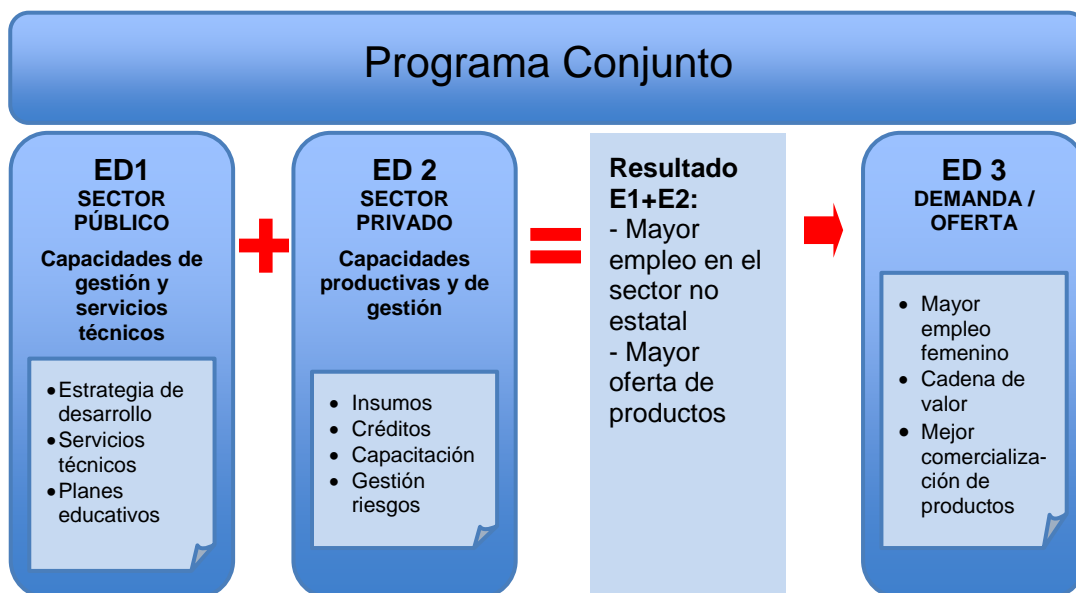 Programa Conjunto
ED1
SECTOR
PÚBLICO
Capacidades de
gestión y
servicios
técnicos
•Estrategia de
desarrollo
•Servicios
técnicos
•Planes
educativos
ED 2
SECTOR
PRIVADO
Capacidades
productivas y de
gestión
• Insumos
• Créditos
• Capacitación
• Gestión
riesgos
Resultado
E1+E2:
- Mayor
empleo en el
sector no
estatal
- Mayor
oferta de
productos
ED 3
DEMANDA /
OFERTA
• Mayor
empleo
femenino
• Cadena de
valor
• Mejor
comercializa-
ción de
productos